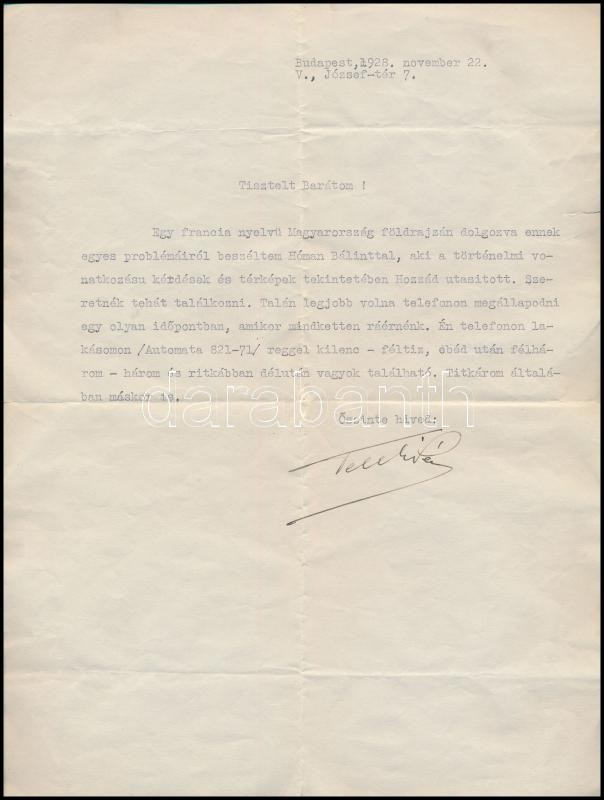 Budapest,1928. november 22.
V., József-tér 7.
Tisztelt Barátom !
Egy francia nyelvü Magyarország földrajzán dolgozva ennek
egyes problémáiról beszéltem Hóman Bálinttal, aki a történelmi vo-
natkozásu kérdések és térképek tekintetében Hozzád utasitott. Sze-
retnék tehát találkozni. Talán legjobb volna telefonon megállapodni
egy olyan időpontban, amikor mindketten ráérnénk. Én telefonon la-
kásomon /Automata 821-71/ reggel kilenc - féltiz, ebéd után félhá-
rom - három és ritkábban délután vagyok található. Titkárom általá-
ban máskor is.
darabanth
Őszinte hived:
Teleki Pál